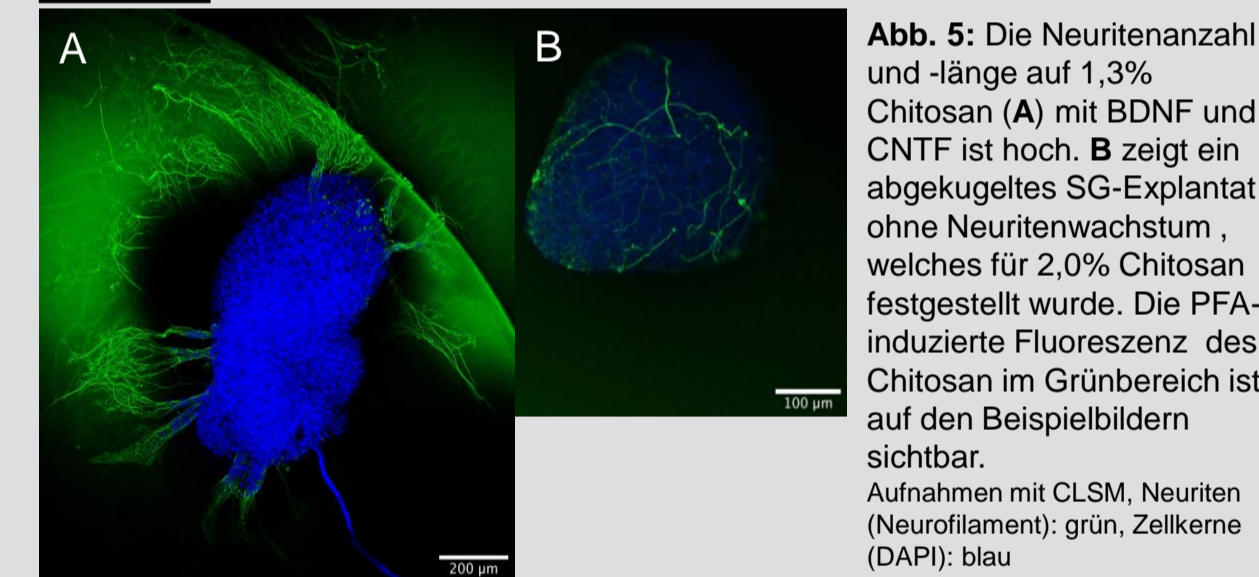 A
B
200 µm
100 µm
Abb. 5: Die Neuritenanzahl
und -länge auf 1,3%
Chitosan (A) mit BDNF und
CNTF ist hoch. B zeigt ein
abgekugeltes SG-Explantat
ohne Neuritenwachstum ,
welches für 2,0% Chitosan
festgestellt wurde. Die PFA-
induzierte Fluoreszenz des
Chitosan im Grünbereich ist
auf den Beispielbildern
sichtbar.
Aufnahmen mit CLSM, Neuriten
(Neurofilament): grün, Zellkerne
(DAPI): blau